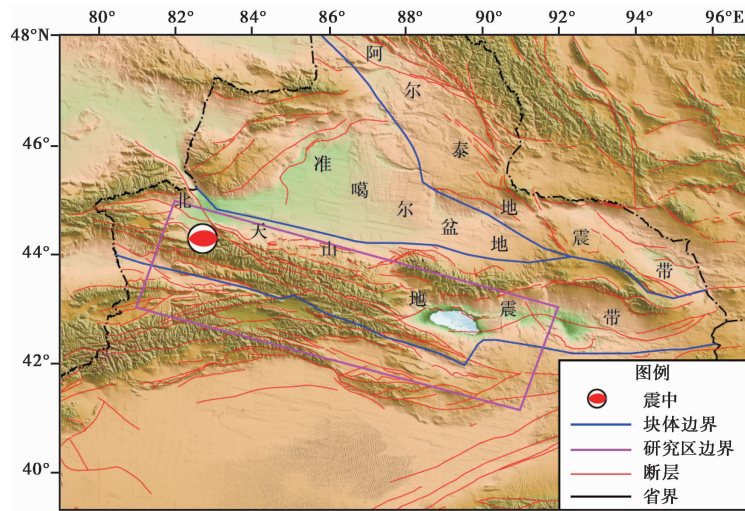 80° 82° 84° 86° 88° 90° 92° 94° 96°E
48°N
46°
44°
42°
40°
阿尔泰地震带
准噶尔盆地
北天山地震带
图例
震中
块体边界
研究区边界
断层
省界